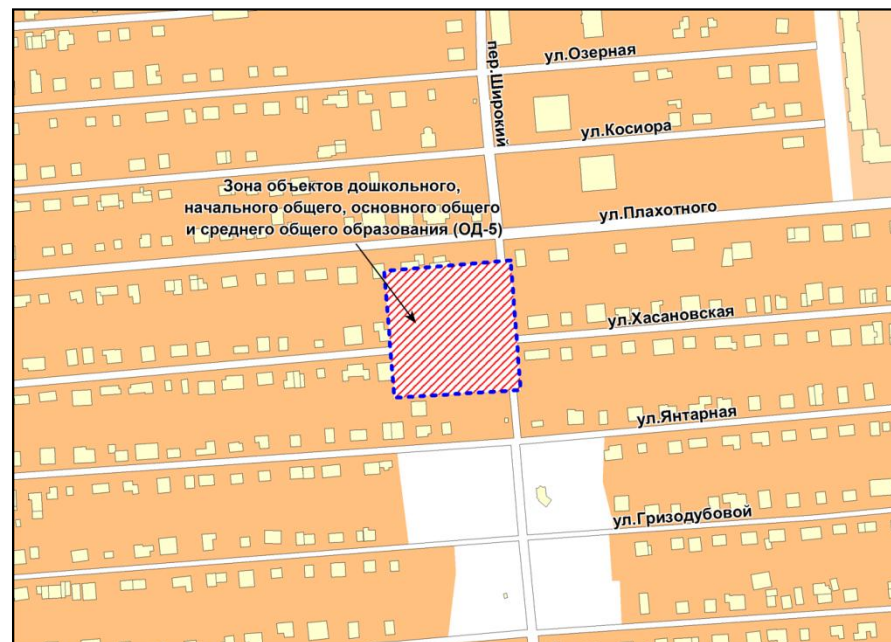 ул.Озерная
пер.Широкий
ул.Косиора
Зона объектов дошкольного,
начального общего, основного общего
и среднего общего образования (ОД-5)
ул.Плахотного
ул.Хасановская
ул.Янтарная
ул.Гризодубовой